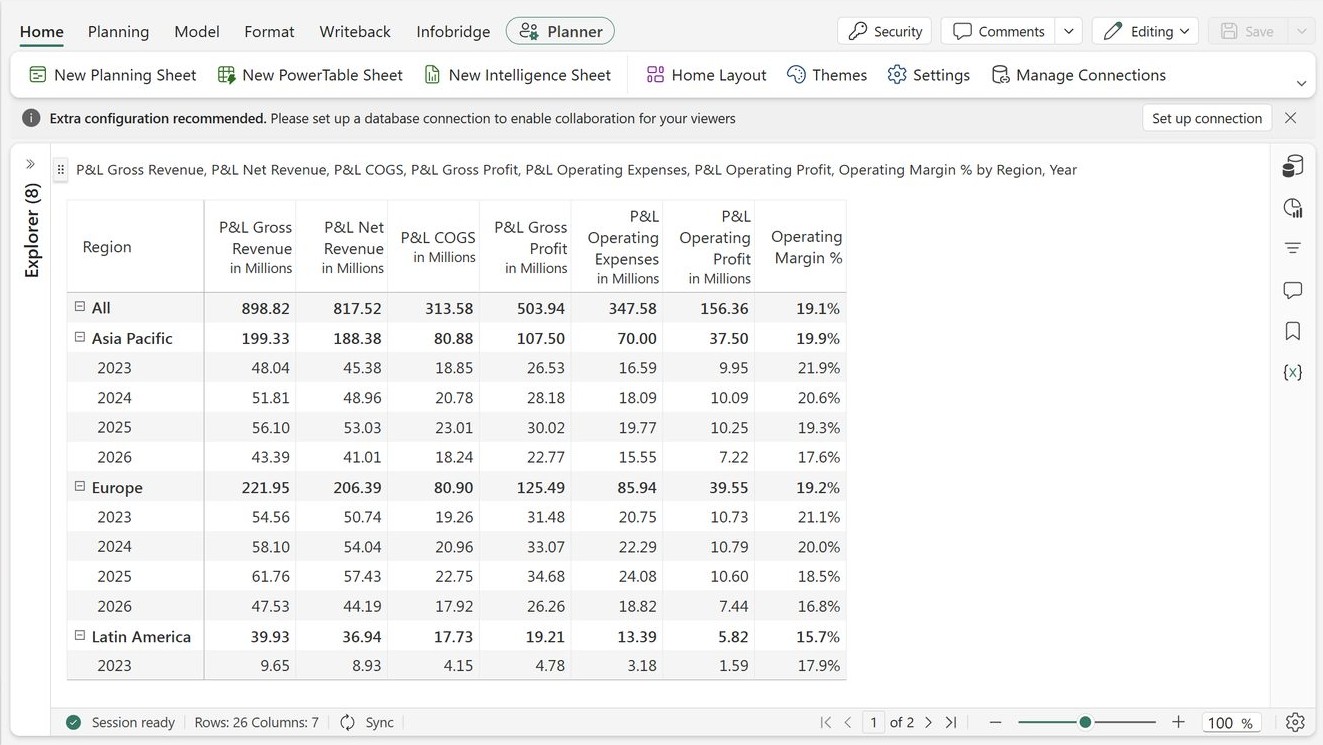 Home Planning Model Format Writeback Infobridge Planner Security Comments Editing Save
New Planning Sheet New PowerTable Sheet New Intelligence Sheet Home Layout Themes Settings Manage Connections
Extra configuration recommended. Please set up a database connection to enable collaboration for your viewers Set up connection
Explorer (8)
P&L Gross Revenue, P&L Net Revenue, P&L COGS, P&L Gross Profit, P&L Operating Expenses, P&L Operating Profit, Operating Margin % by Region, Year
Region P&L Gross Revenue in Millions P&L Net Revenue in Millions P&L COGS in Millions P&L Gross Profit in Millions P&L Operating Expenses in Millions P&L Operating Profit in Millions Operating Margin %
All 898.82 817.52 313.58 503.94 347.58 156.36 19.1%
Asia Pacific 199.33 188.38 80.88 107.50 70.00 37.50 19.9%
2023 48.04 45.38 18.85 26.53 16.59 9.95 21.9%
2024 51.81 48.96 20.78 28.18 18.09 10.09 20.6%
2025 56.10 53.03 23.01 30.02 19.77 10.25 19.3%
2026 43.39 41.01 18.24 22.77 15.55 7.22 17.6%
Europe 221.95 206.39 80.90 125.49 85.94 39.55 19.2%
2023 54.56 50.74 19.26 31.48 20.75 10.73 21.1%
2024 58.10 54.04 20.96 33.07 22.29 10.79 20.0%
2025 61.76 57.43 22.75 34.68 24.08 10.60 18.5%
2026 47.53 44.19 17.92 26.26 18.82 7.44 16.8%
Latin America 39.93 36.94 17.73 19.21 13.39 5.82 15.7%
2023 9.65 8.93 4.15 4.78 3.18 1.59 17.9%
Session ready Rows: 26 Columns: 7 Sync 1 of 2 100 %